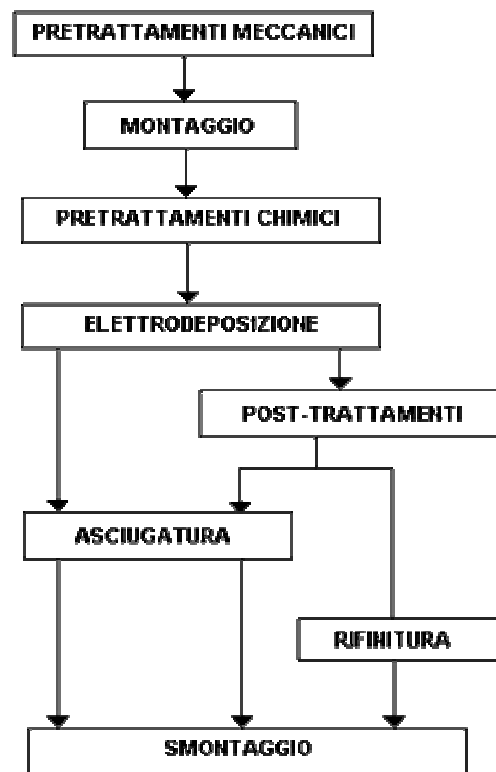 PRETRATTAMENTI MECCANICI
MONTAGGIO
PRETRATTAMENTI CHIMICI
ELETTRODEPOSIZIONE
POST-TRATTAMENTI
ASCIUGATURA
RIFINITURA
SMONTAGGIO